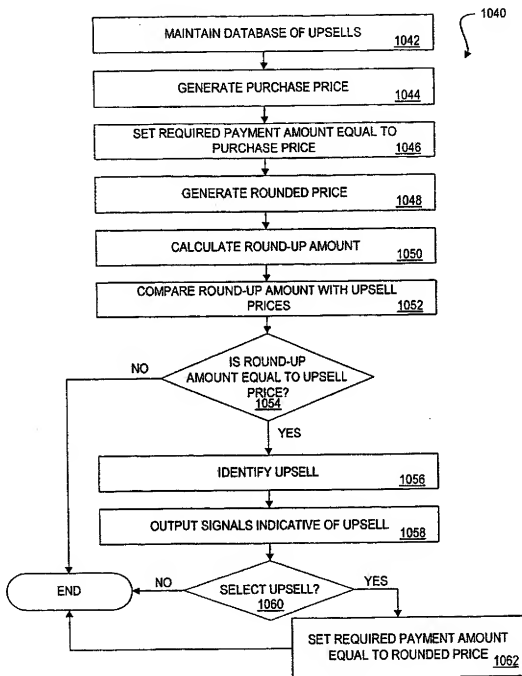 1040
MAINTAIN DATABASE OF UPSELLS
1042
GENERATE PURCHASE PRICE
1044
SET REQUIRED PAYMENT AMOUNT EQUAL TO
PURCHASE PRICE
1046
GENERATE ROUNDED PRICE
1048
CALCULATE ROUND-UP AMOUNT
1050
COMPARE ROUND-UP AMOUNT WITH UPSELL
PRICES
1052
IS ROUND-UP
AMOUNT EQUAL TO UPSELL
PRICE?
1054
NO
YES
IDENTIFY UPSELL
1056
OUTPUT SIGNALS INDICATIVE OF UPSELL
1058
SELECT UPSELL?
1060
NO
YES
END
SET REQUIRED PAYMENT AMOUNT
EQUAL TO ROUNDED PRICE
1062